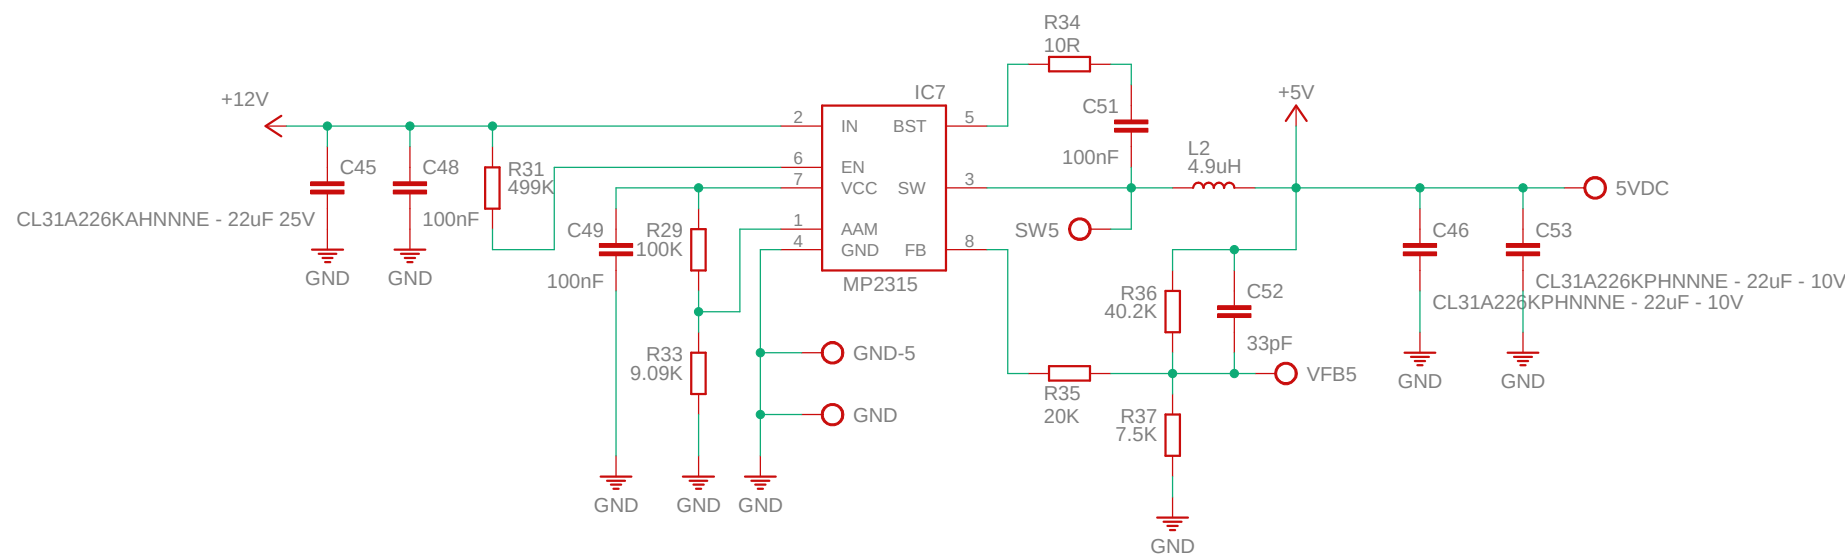 R34
10R
+12V
IC7
+5V
C51
100nF
2
IN
BST
5
6
EN
7
VCC
SW
3
1
AAM
4
GND
FB
8
MP2315
L2
4.9uH
5VDC
C45
CL31A226KAHNNNE - 22uF 25V
GND
C48
100nF
GND
R31
499K
C49
100nF
R29
100K
SW5
C46
C53
CL31A226KPHNNNE - 22uF - 10V
CL31A226KPHNNNE - 22uF - 10V
R36
40.2K
C52
33pF
R33
9.09K
GND-5
GND
R35
20K
VFB5
R37
7.5K
GND
GND
GND
GND
GND
GND